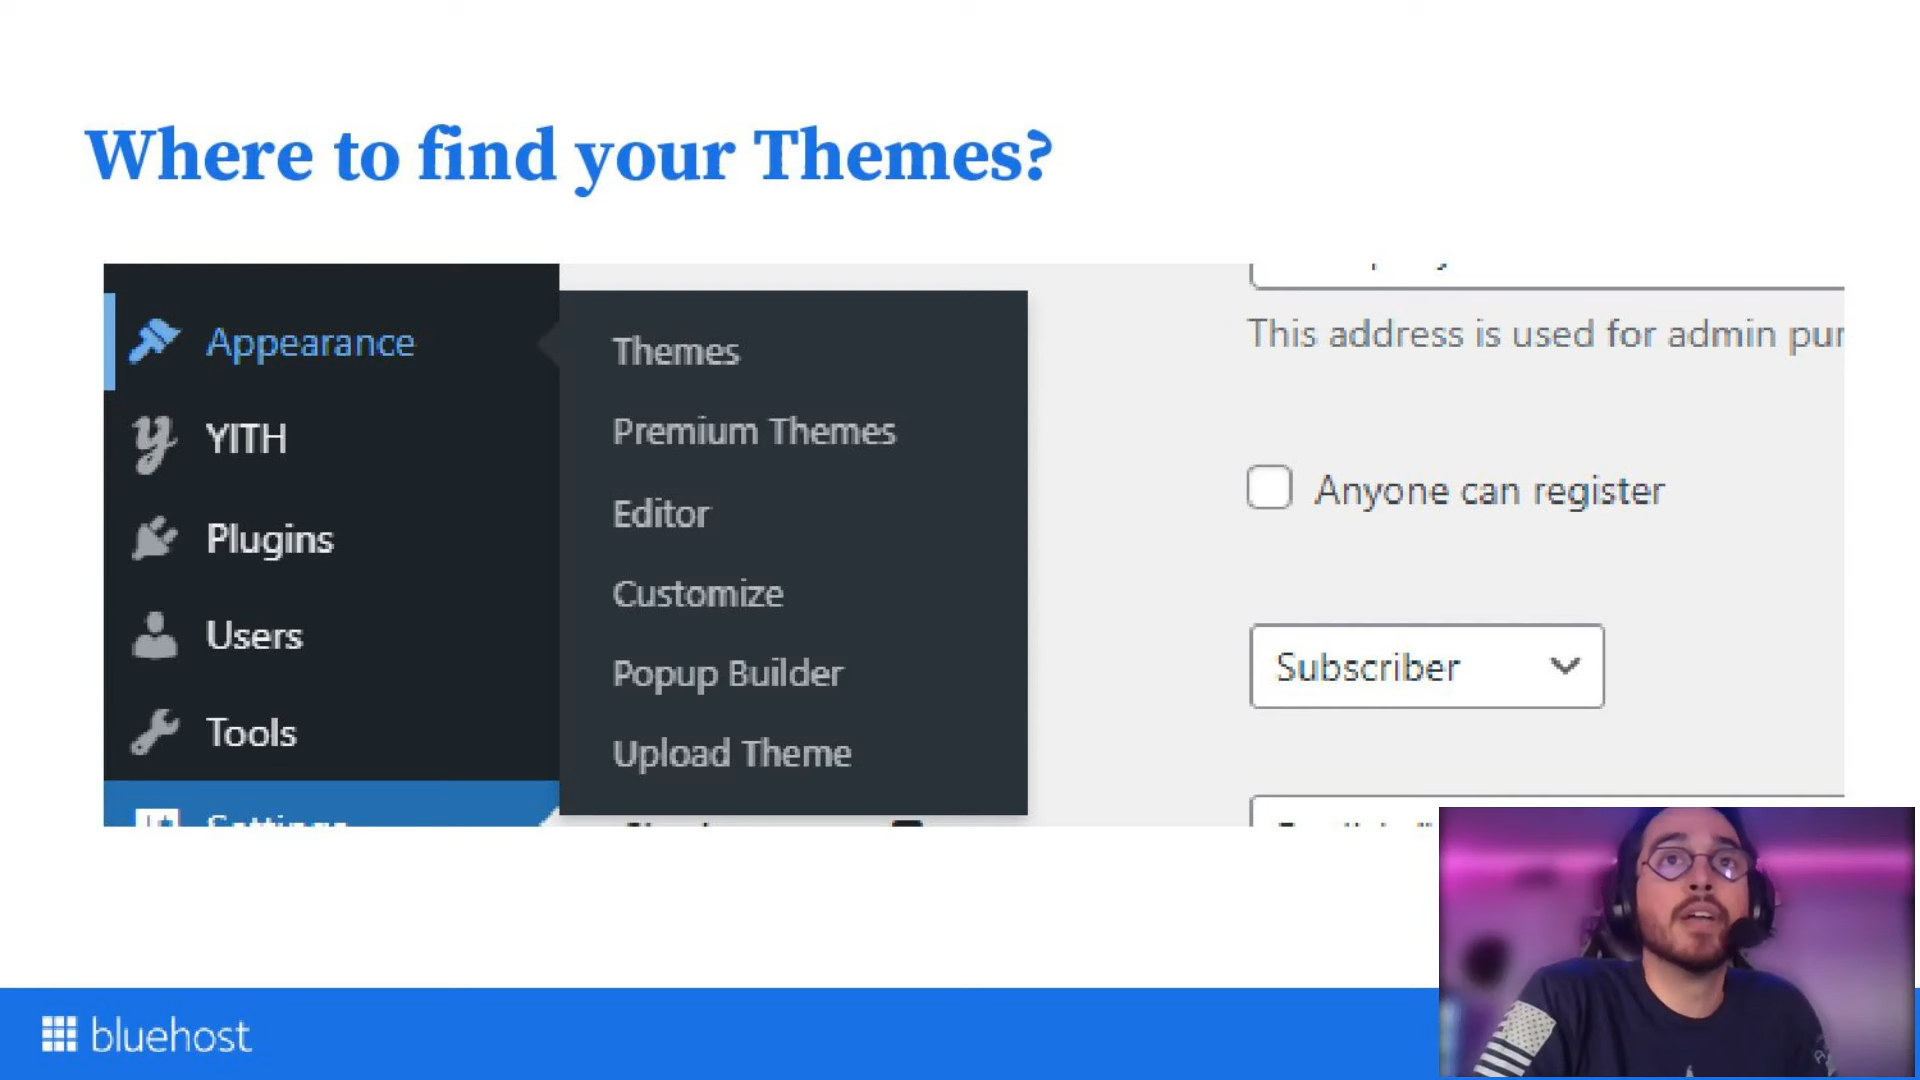 Where to find your Themes?
Appearance
YITH
Plugins
Users
Tools
Settings
Themes
Premium Themes
Editor
Customize
Popup Builder
Upload Theme
This address is used for admin pur
Anyone can register
Subscriber
bluehost